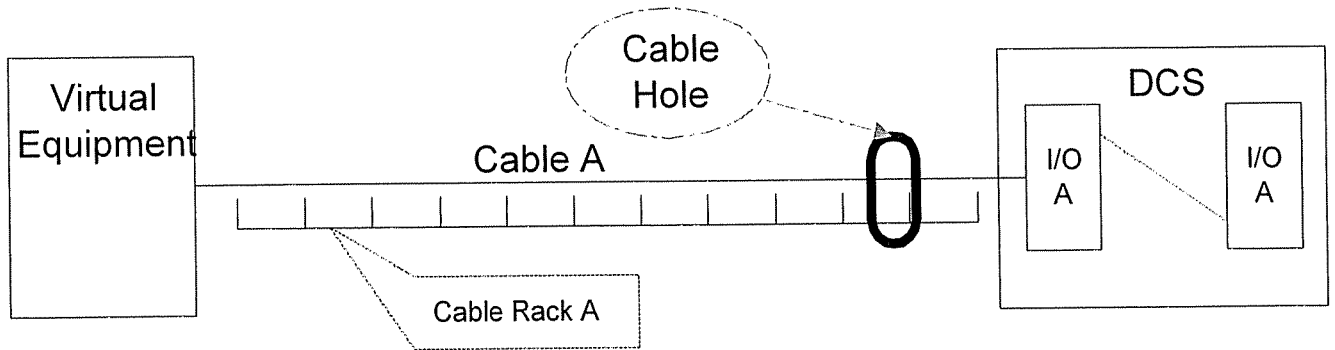 Virtual
Equipment
Cable
Hole
Cable A
Cable Rack A
DCS
I/O
A
I/O
A